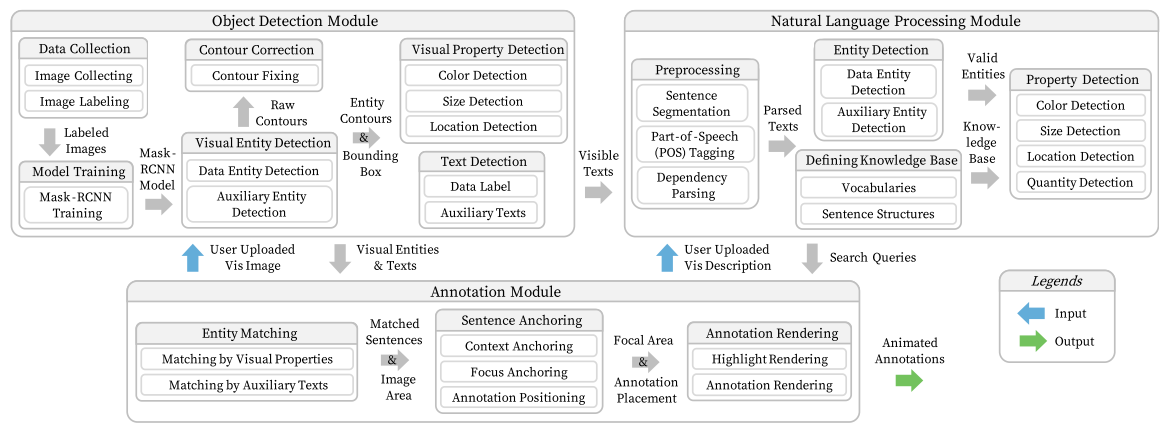 Object Detection Module
Data Collection
Image Collecting
Image Labeling
Labeled
Images
Model Training
Mask-RCNN
Training
Mask-
RCNN
Model
Contour Correction
Contour Fixing
Raw
Contours
Visual Entity Detection
Data Entity Detection
Auxiliary Entity
Detection
Entity
Contours
&
Bounding
Box
Visual Property Detection
Color Detection
Size Detection
Location Detection
Text Detection
Data Label
Auxiliary Texts
Visible
Texts
Natural Language Processing Module
Preprocessing
Sentence
Segmentation
Part-of-Speech
(POS) Tagging
Dependency
Parsing
Parsed
Texts
Entity Detection
Data Entity
Detection
Auxiliary Entity
Detection
Defining Knowledge Base
Vocabularies
Sentence Structures
Valid
Entities
Know-
ledge
Base
Property Detection
Color Detection
Size Detection
Location Detection
Quantity Detection
User Uploaded
Vis Image
Visual Entities
& Texts
User Uploaded
Vis Description
Search Queries
Annotation Module
Entity Matching
Matching by Visual Properties
Matching by Auxiliary Texts
Matched
Sentences
&
Image
Area
Sentence Anchoring
Context Anchoring
Focus Anchoring
Annotation Positioning
Focal Area
&
Annotation
Placement
Annotation Rendering
Highlight Rendering
Annotation Rendering
Animated
Annotations
Legends
Input
Output